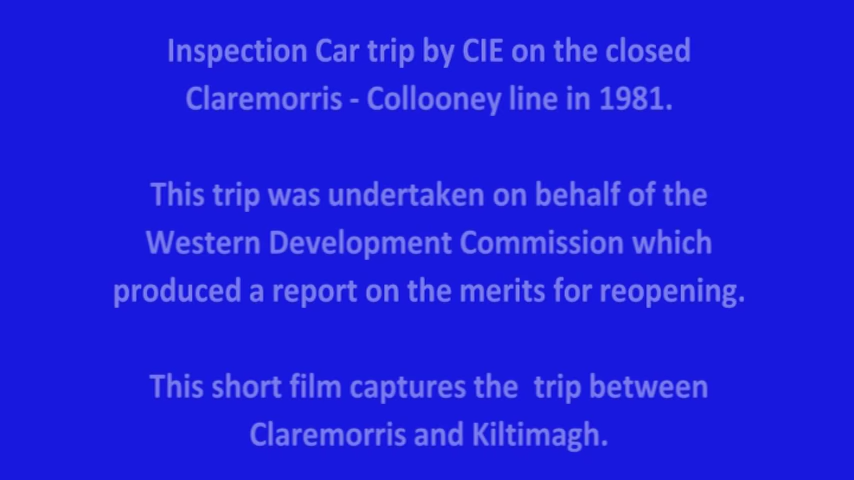 Inspection Car trip by CIE on the closed
Claremorris - Collooney line in 1981.
This trip was undertaken on behalf of the
Western Development Commission which
produced a report on the merits for reopening.
This short film captures the  trip between
Claremorris and Kiltimagh.